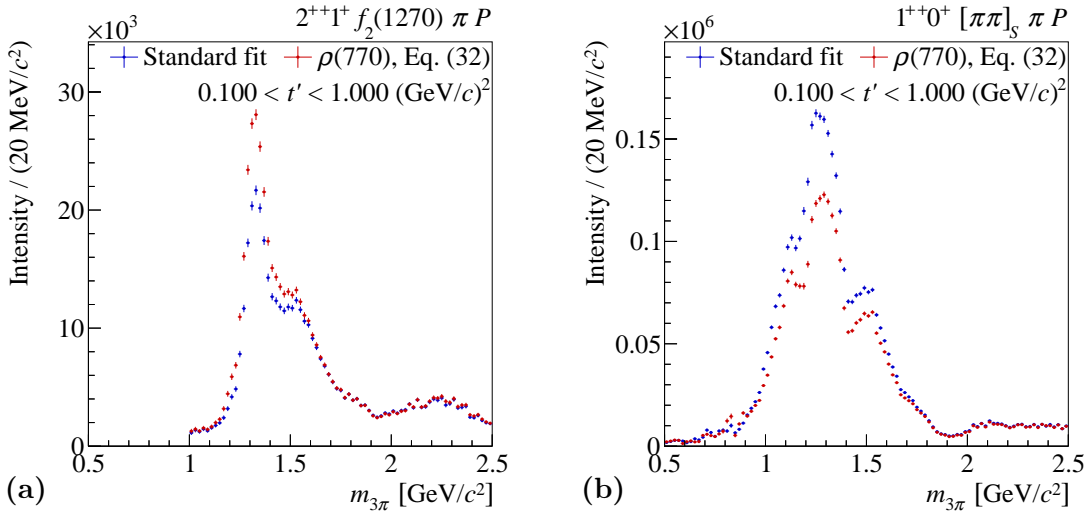 2⁺⁺1⁺ f₂(1270) π P
×10³
Standard fit ρ(770), Eq. (32)
0.100 < t′ < 1.000 (GeV/c)²
Intensity / (20 MeV/c²)
30
20
10
0
0.5 1 1.5 2 2.5
m₃π [GeV/c²]
(a)
1⁺⁺0⁺ [ππ]_S π P
×10⁶
Standard fit ρ(770), Eq. (32)
0.100 < t′ < 1.000 (GeV/c)²
Intensity / (20 MeV/c²)
0.15
0.1
0.05
0
0.5 1 1.5 2 2.5
m₃π [GeV/c²]
(b)